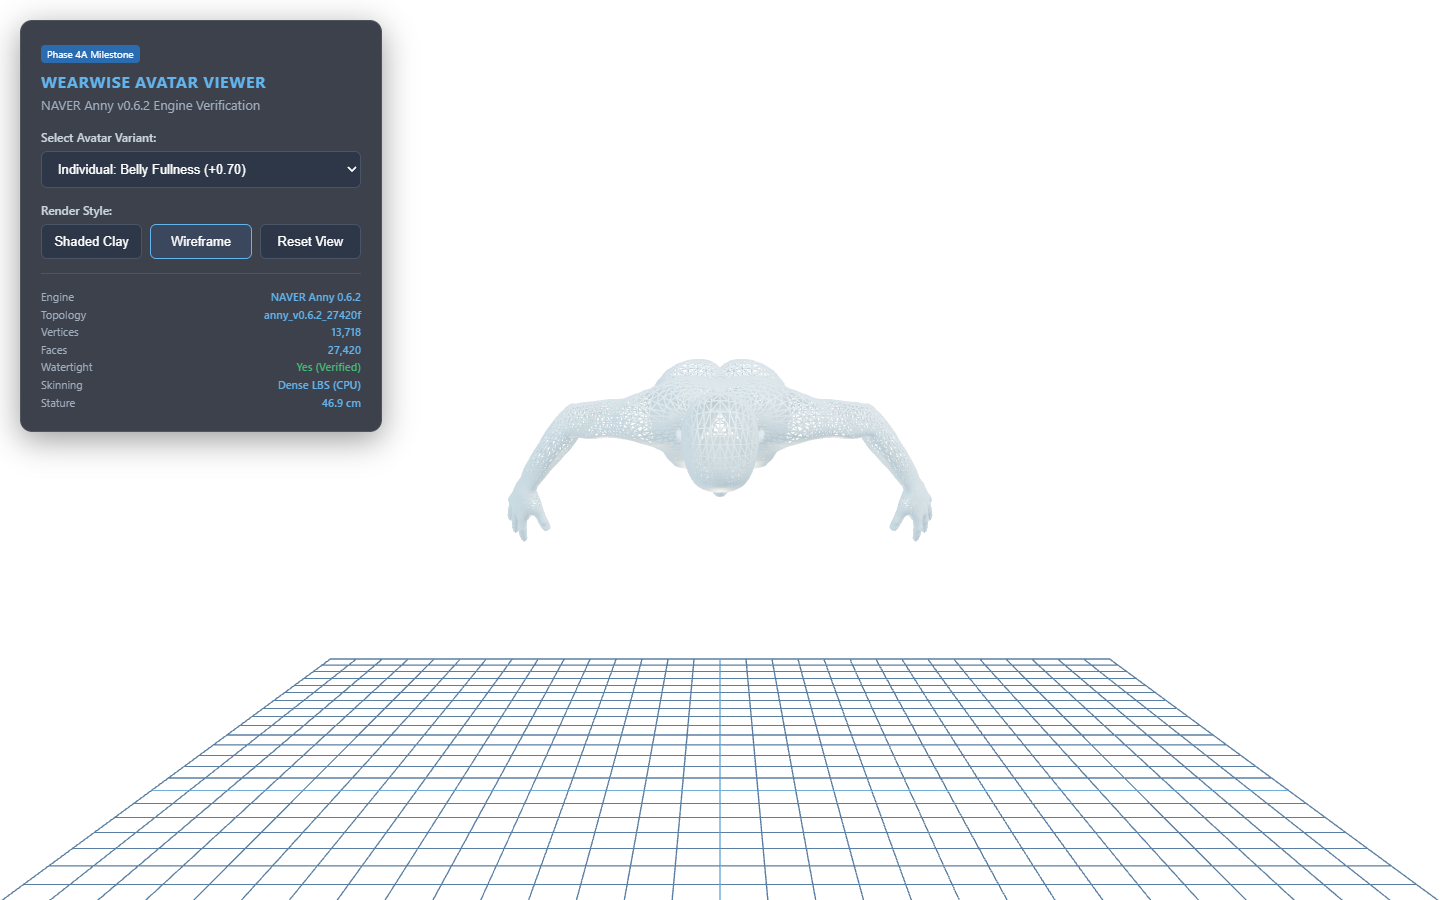 Phase 4A Milestone
WEARWISE AVATAR VIEWER
NAVER Anny v0.6.2 Engine Verification
Select Avatar Variant:
Individual: Belly Fullness (+0.70)
Render Style:
Shaded Clay Wireframe Reset View
Engine NAVER Anny 0.6.2
Topology anny_v0.6.2_27420f
Vertices 13,718
Faces 27,420
Watertight Yes (Verified)
Skinning Dense LBS (CPU)
Stature 46.9 cm